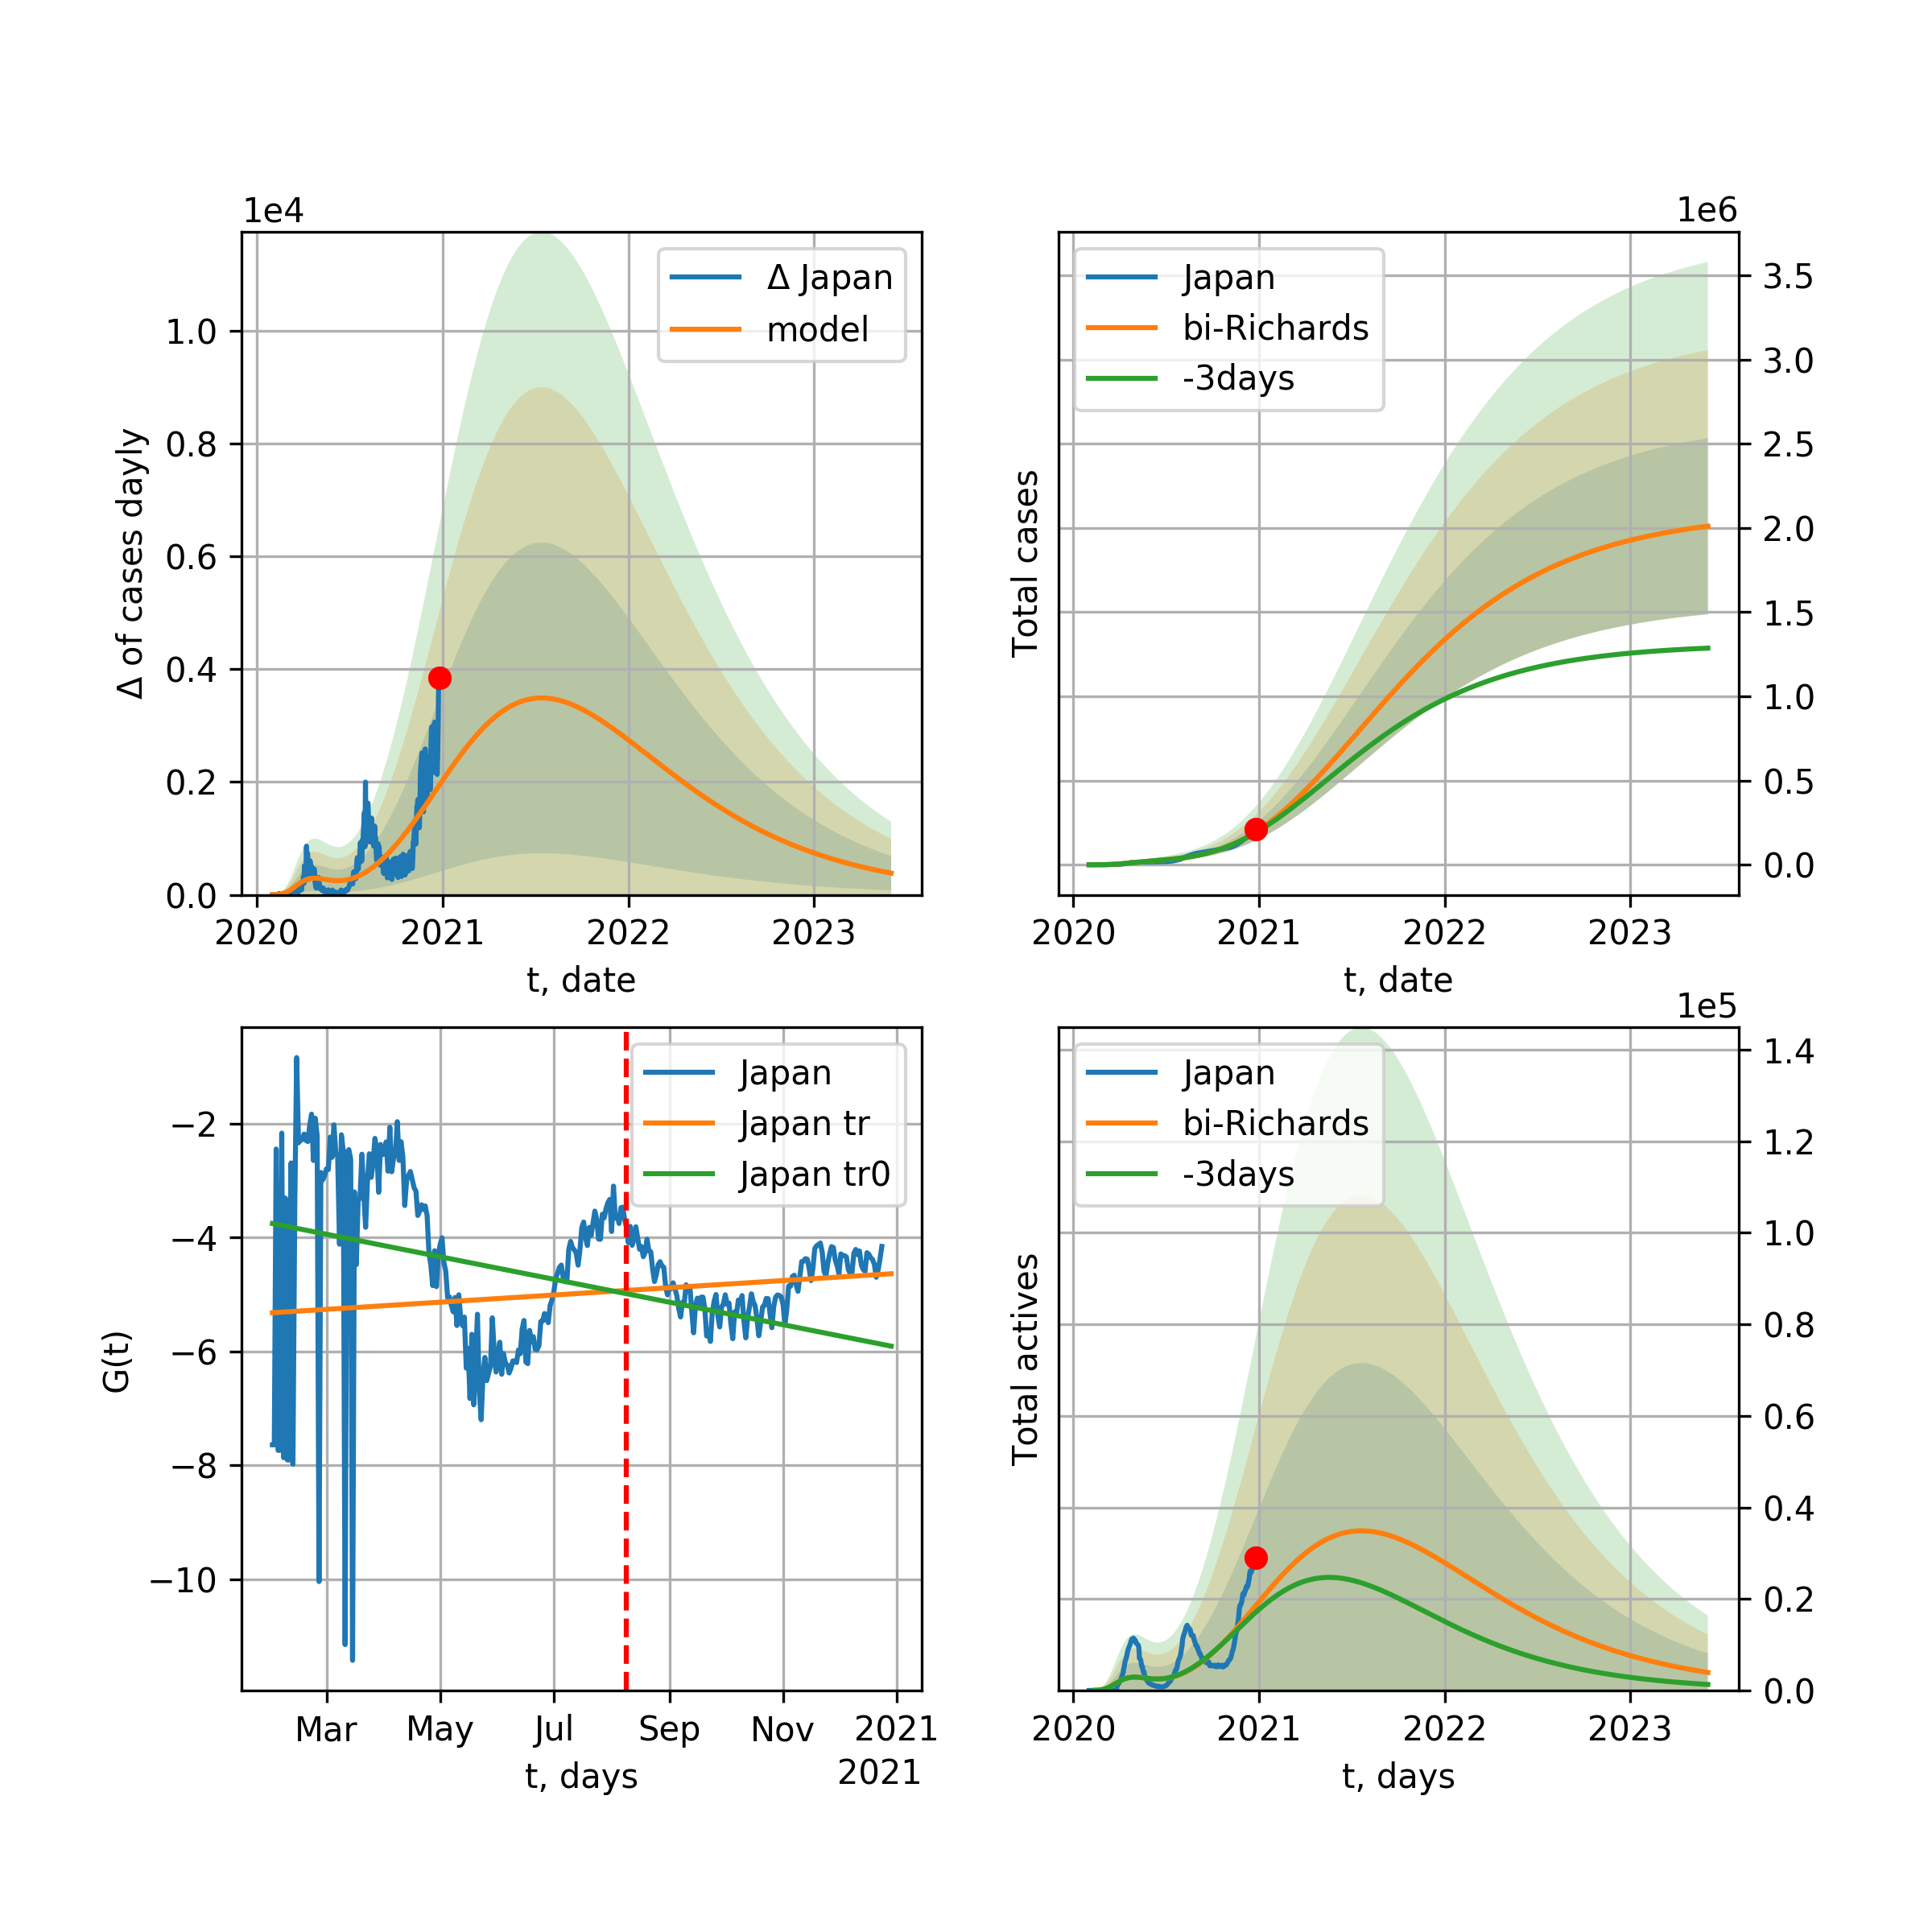 1e4
Δ Japan
model
1.0
0.8
0.6
0.4
0.2
0.0
Δ of cases dayly
2020 2021 2022 2023
t, date
1e6
Japan
bi-Richards
-3days
3.5
3.0
2.5
2.0
1.5
1.0
0.5
0.0
Total cases
2020 2021 2022 2023
t, date
Japan
Japan tr
Japan tr0
−2
−4
−6
−8
−10
G(t)
Mar May Jul Sep Nov 2021
t, days
2021
1e5
Japan
bi-Richards
-3days
1.4
1.2
1.0
0.8
0.6
0.4
0.2
0.0
Total actives
2020 2021 2022 2023
t, days